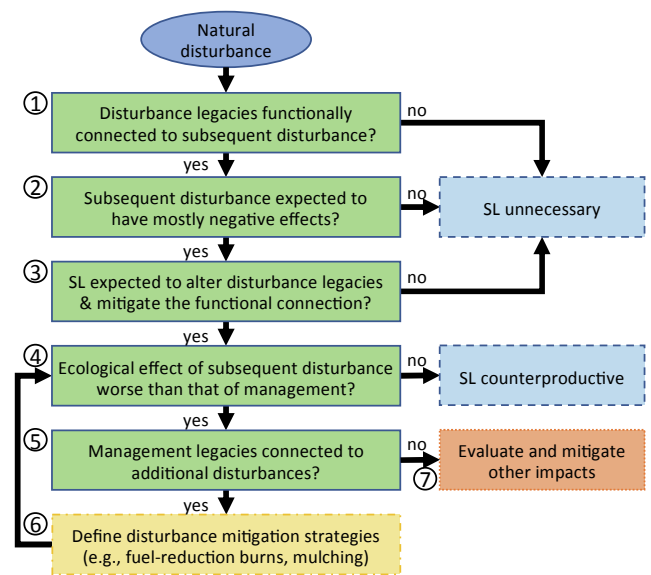 Natural
disturbance
①
Disturbance legacies functionally
connected to subsequent disturbance?
no
yes
②
Subsequent disturbance expected to
have mostly negative effects?
no
SL unnecessary
yes
③
SL expected to alter disturbance legacies
& mitigate the functional connection?
no
yes
④
Ecological effect of subsequent disturbance
worse than that of management?
no
SL counterproductive
yes
⑤
Management legacies connected to
additional disturbances?
no
⑦
Evaluate and mitigate
other impacts
yes
⑥
Define disturbance mitigation strategies
(e.g., fuel-reduction burns, mulching)